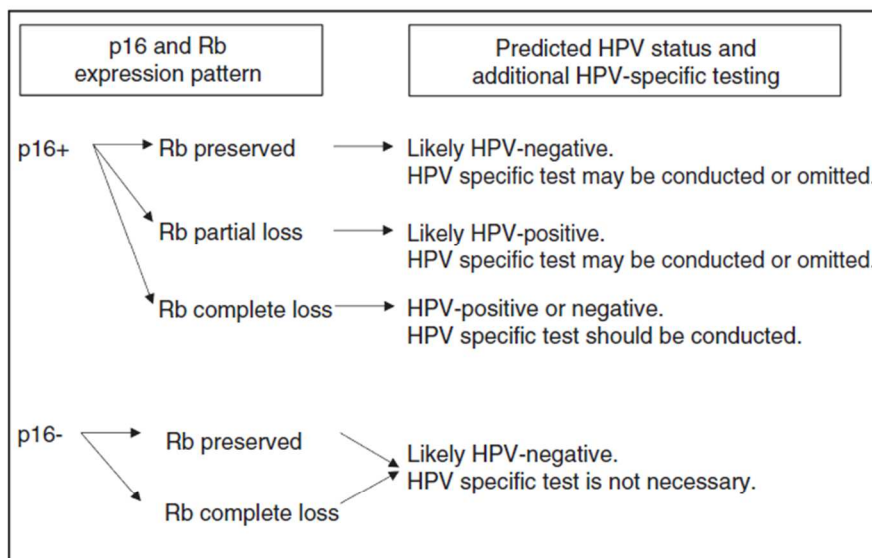 p16 and Rb
expression pattern
Predicted HPV status and
additional HPV-specific testing
p16+
Rb preserved
Likely HPV-negative.
HPV specific test may be conducted or omitted.
Rb partial loss
Likely HPV-positive.
HPV specific test may be conducted or omitted.
Rb complete loss
HPV-positive or negative.
HPV specific test should be conducted.
p16-
Rb preserved
Likely HPV-negative.
HPV specific test is not necessary.
Rb complete loss